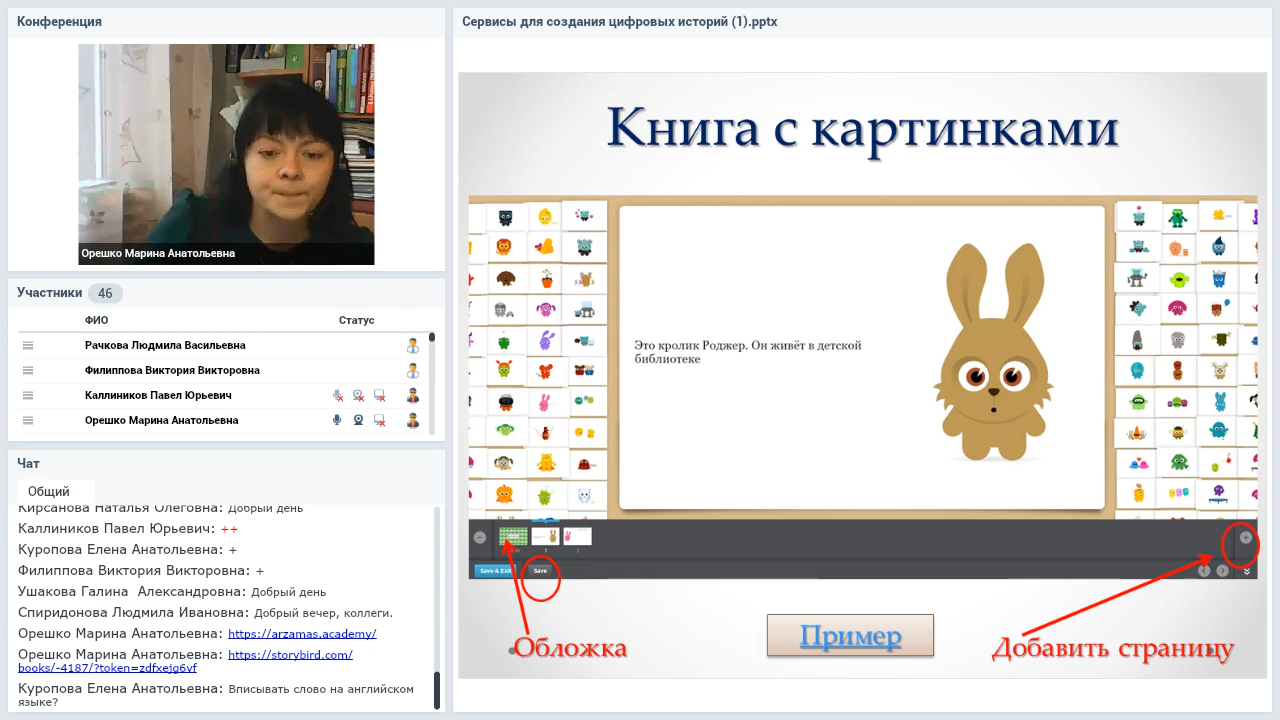 Конференция
Орешко Марина Анатольевна
Участники 46
ФИО Статус
Рачкова Людмила Васильевна
Филиппова Виктория Викторовна
Каллиников Павел Юрьевич
Орешко Марина Анатольевна
Чат
Общий
Кирсанова Наталья Олеговна: Добрый день
Каллиников Павел Юрьевич: ++
Куропова Елена Анатольевна: +
Филиппова Виктория Викторовна: +
Ушакова Галина Александровна: Добрый день
Спиридонова Людмила Ивановна: Добрый вечер, коллеги.
Орешко Марина Анатольевна: https://arzamas.academy/
Орешко Марина Анатольевна: https://storybird.com/
books/-4187/?token=zdfxejg6yf
Куропова Елена Анатольевна: Вписывать слово на английском
языке?
Сервисы для создания цифровых историй (1).pptx
Книга с картинками
Это кролик Роджер. Он живёт в детской
библиотеке
1
2
Save & Exit
Save
Обложка
Пример
Добавить страницу